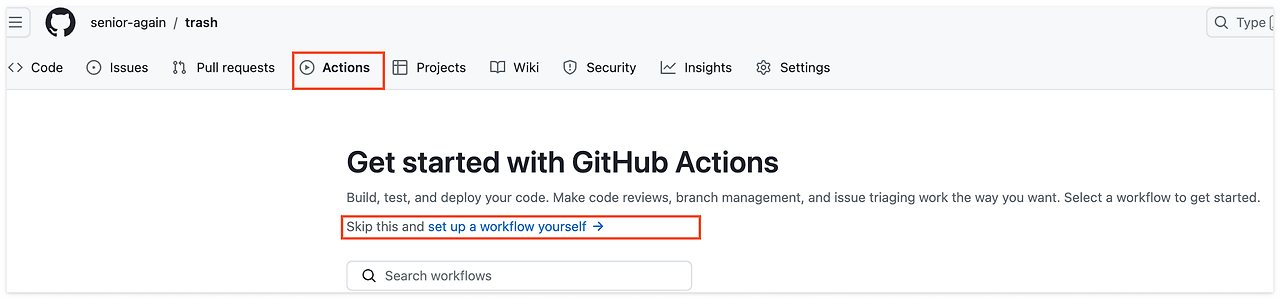 senior-again / trash
Type
Code Issues Pull requests Actions Projects Wiki Security Insights Settings
Get started with GitHub Actions
Build, test, and deploy your code. Make code reviews, branch management, and issue triaging work the way you want. Select a workflow to get started.
Skip this and set up a workflow yourself →
Search workflows